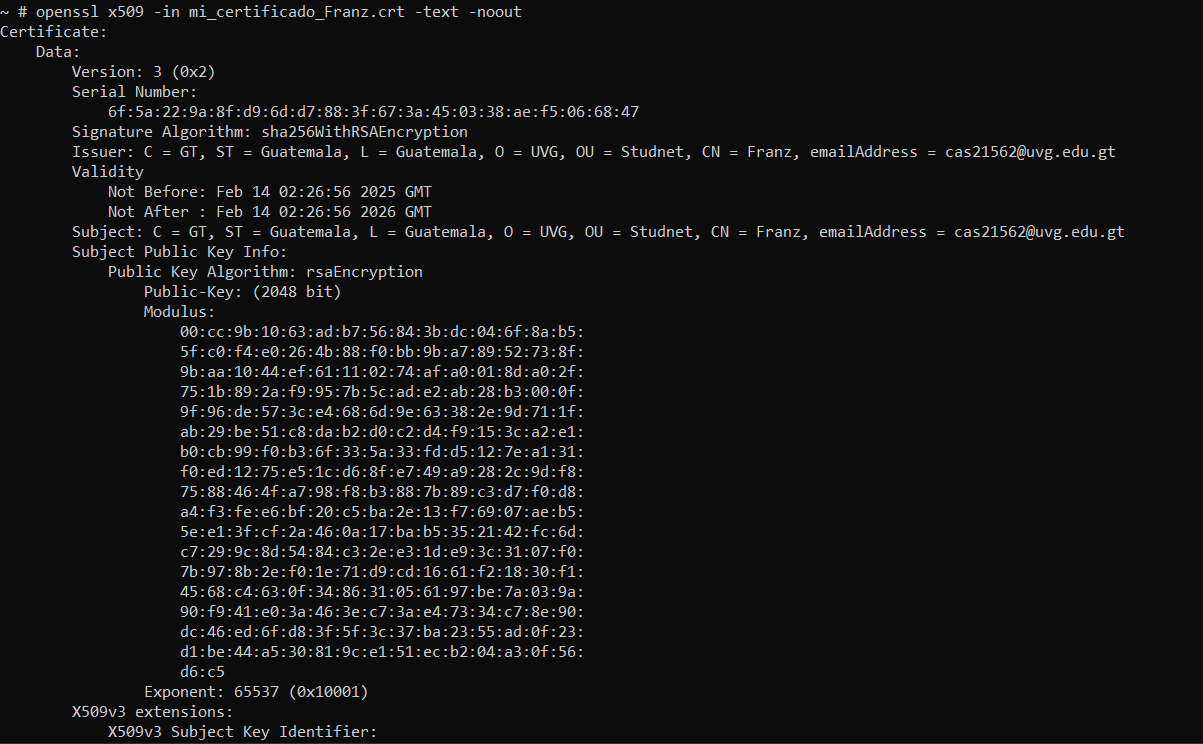 ~ # openssl x509 -in mi_certificado_Franz.crt -text -noout
Certificate:
    Data:
        Version: 3 (0x2)
        Serial Number:
            6f:5a:22:9a:8f:d9:6d:d7:88:3f:67:3a:45:03:38:ae:f5:06:68:47
        Signature Algorithm: sha256WithRSAEncryption
        Issuer: C = GT, ST = Guatemala, L = Guatemala, O = UVG, OU = Studnet, CN = Franz, emailAddress = cas21562@uvg.edu.gt
        Validity
            Not Before: Feb 14 02:26:56 2025 GMT
            Not After : Feb 14 02:26:56 2026 GMT
        Subject: C = GT, ST = Guatemala, L = Guatemala, O = UVG, OU = Studnet, CN = Franz, emailAddress = cas21562@uvg.edu.gt
        Subject Public Key Info:
            Public Key Algorithm: rsaEncryption
                Public-Key: (2048 bit)
                Modulus:
                    00:cc:9b:10:63:ad:b7:56:84:3b:dc:04:6f:8a:b5:
                    5f:c0:f4:e0:26:4b:88:f0:bb:9b:a7:89:52:73:8f:
                    9b:aa:10:44:ef:61:11:02:74:af:a0:01:8d:a0:2f:
                    75:1b:89:2a:f9:95:7b:5c:ad:e2:ab:28:b3:00:0f:
                    9f:96:de:57:3c:e4:68:6d:9e:63:38:2e:9d:71:1f:
                    ab:29:be:51:c8:da:b2:d0:c2:d4:f9:15:3c:a2:e1:
                    b0:cb:99:f0:b3:6f:33:5a:33:fd:d5:12:7e:a1:31:
                    f0:ed:12:75:e5:1c:d6:8f:e7:49:a9:28:2c:9d:f8:
                    75:88:46:4f:a7:98:f8:b3:88:7b:89:c3:d7:f0:d8:
                    a4:f3:fe:e6:bf:20:c5:ba:2e:13:f7:69:07:ae:b5:
                    5e:e1:3f:cf:2a:46:0a:17:ba:b5:35:21:42:fc:6d:
                    c7:29:9c:8d:54:84:c3:2e:e3:1d:e9:3c:31:07:f0:
                    7b:97:8b:2e:f0:1e:71:d9:cd:16:61:f2:18:30:f1:
                    45:68:c4:63:0f:34:86:31:05:61:97:be:7a:03:9a:
                    90:f9:41:e0:3a:46:3e:c7:3a:e4:73:34:c7:8e:90:
                    dc:46:ed:6f:d8:3f:5f:3c:37:ba:23:55:ad:0f:23:
                    d1:be:44:a5:30:81:9c:e1:51:ec:b2:04:a3:0f:56:
                    d6:c5
                Exponent: 65537 (0x10001)
        X509v3 extensions:
            X509v3 Subject Key Identifier: